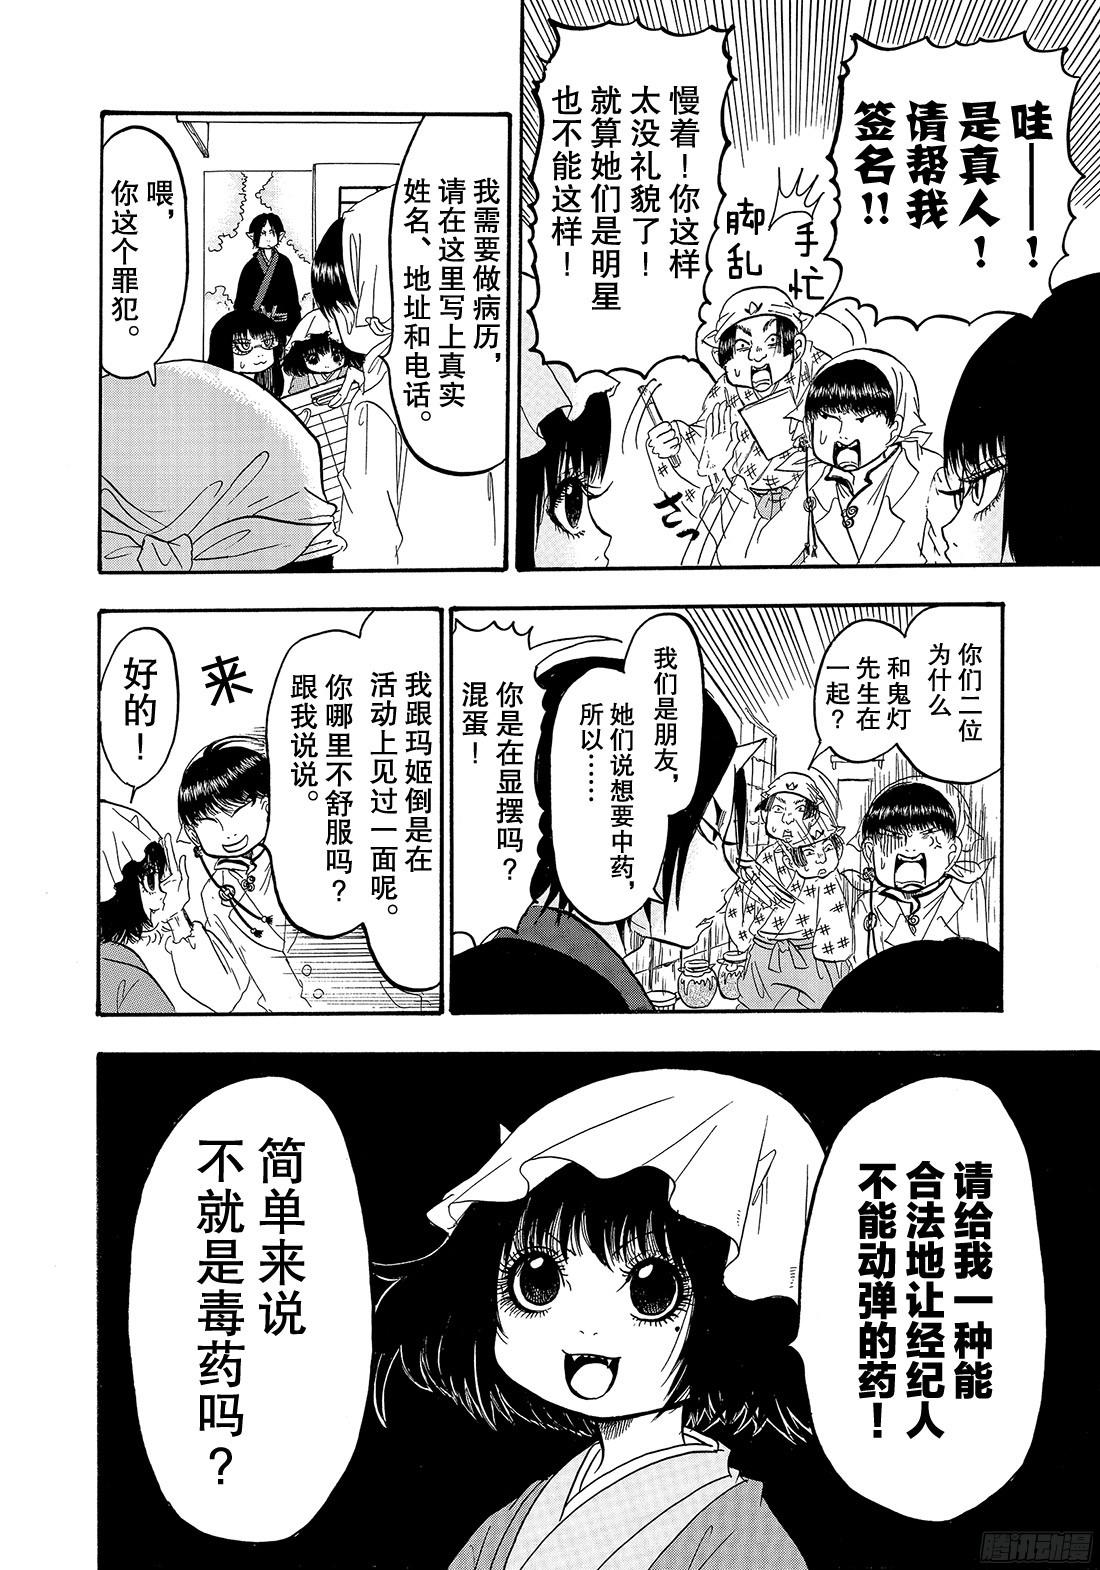 哇——！
是真人！
请帮我
签名!!
慢着！你这样
太没礼貌了！
就算她们是明星
也不能这样！
手忙
脚乱
さっ
我需要做病历，
请在这里写上真实
姓名、地址和电话。
喂，
你这个罪犯。
你们二位
为什么
和鬼灯
先生在
一起？
我们是朋友，
她们说想要中药，
所以……
你是在显摆吗？
混蛋！
我跟玛姬倒是在
活动上见过一面呢。
你哪里不舒服吗？
跟我说说。
来
好的！
请给我一种能
合法地让经纪人
不能动弹的药！
简单来说
不就是毒药吗？
腾讯动漫